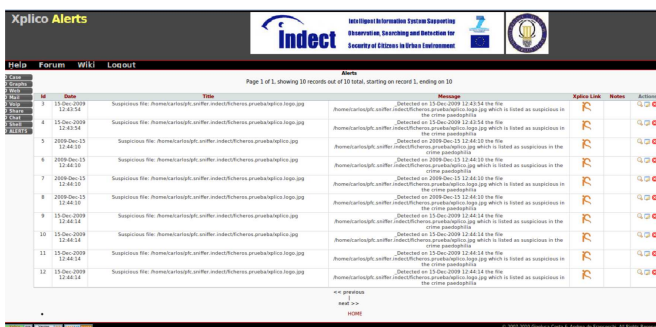 Xplico Alerts
indect
Intelligent Information System Supporting
Observation, Searching and Detection for
Security of Citizens in Urban Environment
Help Forum Wiki Logout
Case
Graphs
Web
Mail
Voip
Share
Chat
Shell
ALERTS
Alerts
Page 1 of 1, showing 10 records out of 10 total, starting on record 1, ending on 10
Id Date Title Message Xplico Link Notes Actions
3 15-Dec-2009 12:43:54 Suspicious file: /home/carlos/pfc.sniffer.indect/ficheros.prueba/xplico.logo.jpg _Detected on 15-Dec-2009 12:43:54 the file
/home/carlos/pfc.sniffer.indect/ficheros.prueba/xplico.logo.jpg which is listed as suspicious in
the crime paedophilia
4 15-Dec-2009 12:43:54 Suspicious file: /home/carlos/pfc.sniffer.indect/ficheros.prueba/xplico.logo.jpg _Detected on 15-Dec-2009 12:43:54 the file
/home/carlos/pfc.sniffer.indect/ficheros.prueba/xplico.logo.jpg which is listed as suspicious in
the crime paedophilia
5 2009-Dec-15 12:44:10 Suspicious file: /home/carlos/pfc.sniffer.indect/ficheros.prueba/xplico.jpg _Detected on 2009-Dec-15 12:44:10 the file
/home/carlos/pfc.sniffer.indect/ficheros.prueba/xplico.jpg which is listed as suspicious in the
crime paedophilia
6 2009-Dec-15 12:44:10 Suspicious file: /home/carlos/pfc.sniffer.indect/ficheros.prueba/xplico.jpg _Detected on 2009-Dec-15 12:44:10 the file
/home/carlos/pfc.sniffer.indect/ficheros.prueba/xplico.jpg which is listed as suspicious in the
crime paedophilia
7 2009-Dec-15 12:44:10 Suspicious file: /home/carlos/pfc.sniffer.indect/ficheros.prueba/xplico.logo.jpg _Detected on 2009-Dec-15 12:44:10 the file
/home/carlos/pfc.sniffer.indect/ficheros.prueba/xplico.logo.jpg which is listed as suspicious in
the crime paedophilia
8 2009-Dec-15 12:44:10 Suspicious file: /home/carlos/pfc.sniffer.indect/ficheros.prueba/xplico.logo.jpg _Detected on 2009-Dec-15 12:44:10 the file
/home/carlos/pfc.sniffer.indect/ficheros.prueba/xplico.logo.jpg which is listed as suspicious in
the crime paedophilia
9 15-Dec-2009 12:44:14 Suspicious file: /home/carlos/pfc.sniffer.indect/ficheros.prueba/xplico.jpg _Detected on 15-Dec-2009 12:44:14 the file
/home/carlos/pfc.sniffer.indect/ficheros.prueba/xplico.jpg which is listed as suspicious in the
crime paedophilia
10 15-Dec-2009 12:44:14 Suspicious file: /home/carlos/pfc.sniffer.indect/ficheros.prueba/xplico.jpg _Detected on 15-Dec-2009 12:44:14 the file
/home/carlos/pfc.sniffer.indect/ficheros.prueba/xplico.jpg which is listed as suspicious in the
crime paedophilia
11 15-Dec-2009 12:44:14 Suspicious file: /home/carlos/pfc.sniffer.indect/ficheros.prueba/xplico.logo.jpg _Detected on 15-Dec-2009 12:44:14 the file
/home/carlos/pfc.sniffer.indect/ficheros.prueba/xplico.logo.jpg which is listed as suspicious in
the crime paedophilia
12 15-Dec-2009 12:44:14 Suspicious file: /home/carlos/pfc.sniffer.indect/ficheros.prueba/xplico.logo.jpg _Detected on 15-Dec-2009 12:44:14 the file
/home/carlos/pfc.sniffer.indect/ficheros.prueba/xplico.logo.jpg which is listed as suspicious in
the crime paedophilia
<< previous
|
next >>
HOME